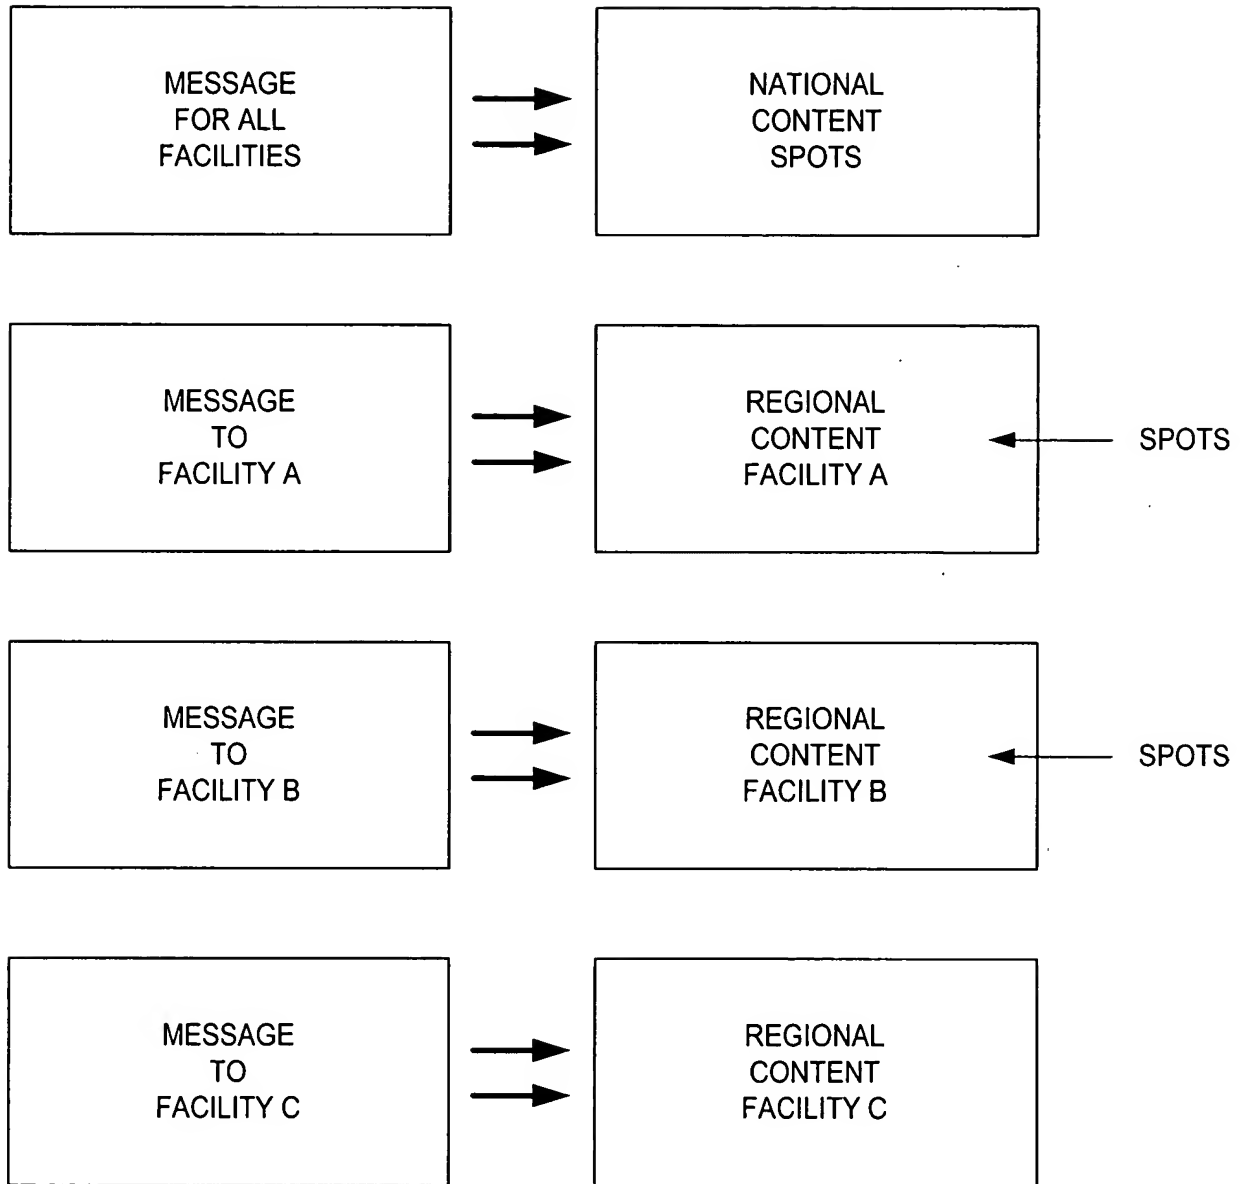 MESSAGE
FOR ALL
FACILITIES
NATIONAL
CONTENT
SPOTS
MESSAGE
TO
FACILITY A
REGIONAL
CONTENT
FACILITY A
SPOTS
MESSAGE
TO
FACILITY B
REGIONAL
CONTENT
FACILITY B
SPOTS
MESSAGE
TO
FACILITY C
REGIONAL
CONTENT
FACILITY C